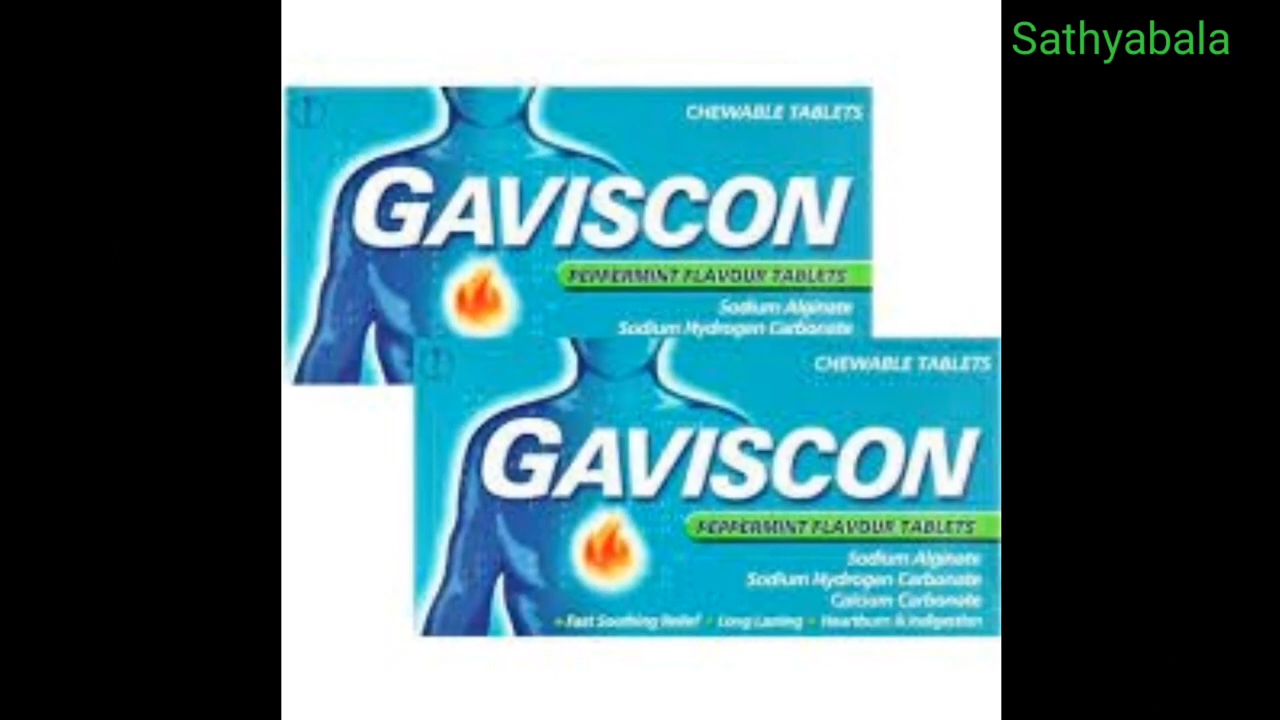 Sathyabala
CHEWABLE TABLETS
GAVISCON
PEPPERMINT FLAVOUR TABLETS
Sodium Alginate
Sodium Hydrogen Carbonate
CHEWABLE TABLETS
GAVISCON
PEPPERMINT FLAVOUR TABLETS
Sodium Alginate
Sodium Hydrogen Carbonate
Calcium Carbonate
Fast Soothing Relief Long Lasting Heartburn & Indigestion